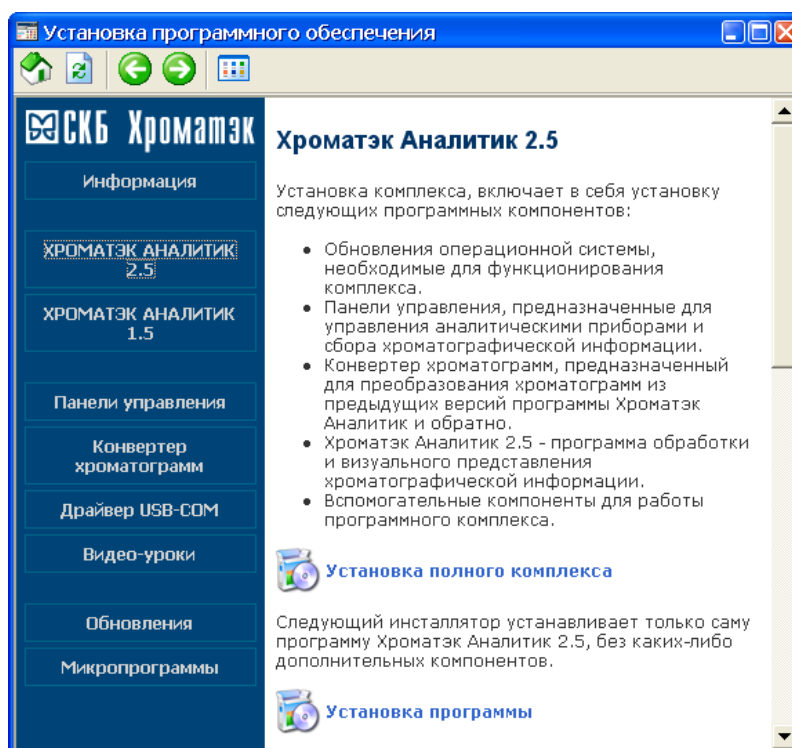 Установка программного обеспечения
СКБ Хроматэк
Информация
ХРОМАТЭК АНАЛИТИК
2.5
ХРОМАТЭК АНАЛИТИК
1.5
Панели управления
Конвертер
хроматограмм
Драйвер USB-COM
Видео-уроки
Обновления
Микропрограммы
Хроматэк Аналитик 2.5
Установка комплекса, включает в себя установку
следующих программных компонентов:
• Обновления операционной системы,
необходимые для функционирования
комплекса.
• Панели управления, предназначенные для
управления аналитическими приборами и
сбора хроматографической информации.
• Конвертер хроматограмм, предназначенный
для преобразования хроматограмм из
предыдущих версий программы Хроматэк
Аналитик и обратно.
• Хроматэк Аналитик 2.5 - программа обработки
и визуального представления
хроматографической информации.
• Вспомогательные компоненты для работы
программного комплекса.
Установка полного комплекса
Следующий инсталлятор устанавливает только саму
программу Хроматэк Аналитик 2.5, без каких-либо
дополнительных компонентов.
Установка программы